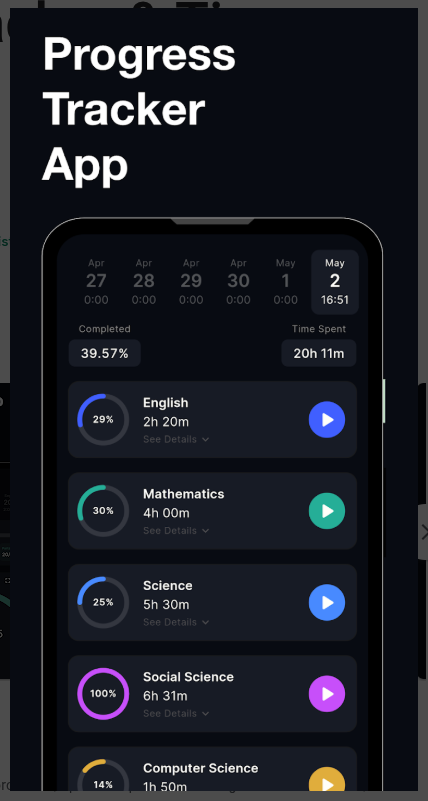 Progress
Tracker
App
Apr Apr Apr Apr May May
27 28 29 30 1 2
0:00 0:00 0:00 0:00 0:00 16:51
Completed Time Spent
39.57% 20h 11m
English
29%
2h 20m
See Details
Mathematics
30%
4h 00m
See Details
Science
25%
5h 30m
See Details
Social Science
100%
6h 31m
See Details
Computer Science
14%
1h 50m